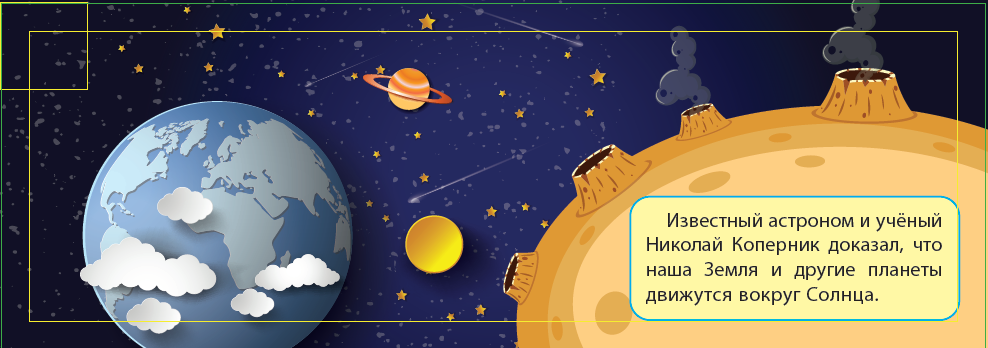 Известный астроном и учёный
Николай Коперник доказал, что
наша Земля и другие планеты
движутся вокруг Солнца.